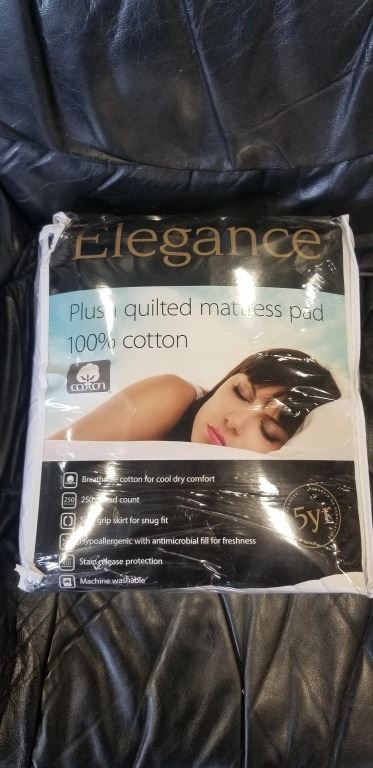 Elegance
Plush quilted mattress pad
100% cotton
cotton
Breathable cotton for cool dry comfort
250
250 thread count
grip skirt for snug fit
Hypoallergenic with antimicrobial fill for freshness
Stain release protection
Machine washable
5yr